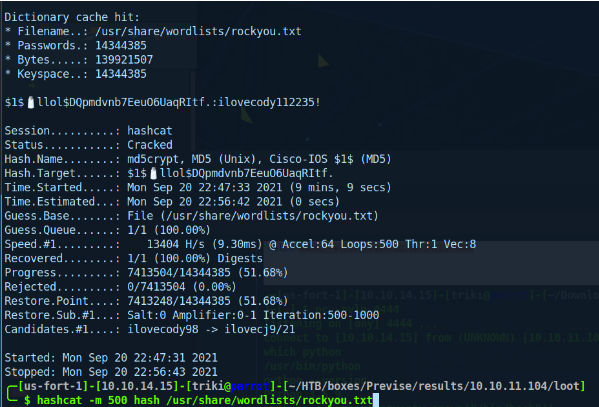 Dictionary cache hit:
* Filename..: /usr/share/wordlists/rockyou.txt
* Passwords.: 14344385
* Bytes.....: 139921507
* Keyspace..: 14344385
$1$🧂llol$DQpmdvnb7EeuO6UaqRItf.:ilovecody112235!
Session..........: hashcat
Status...........: Cracked
Hash.Name........: md5crypt, MD5 (Unix), Cisco-IOS $1$ (MD5)
Hash.Target......: $1$🧂llol$DQpmdvnb7EeuO6UaqRItf.
Time.Started.....: Mon Sep 20 22:47:33 2021 (9 mins, 9 secs)
Time.Estimated...: Mon Sep 20 22:56:42 2021 (0 secs)
Guess.Base.......: File (/usr/share/wordlists/rockyou.txt)
Guess.Queue......: 1/1 (100.00%)
Speed.#1.........:    13404 H/s (9.30ms) @ Accel:64 Loops:500 Thr:1 Vec:8
Recovered........: 1/1 (100.00%) Digests
Progress.........: 7413504/14344385 (51.68%)
Rejected.........: 0/7413504 (0.00%)
Restore.Point....: 7413248/14344385 (51.68%)
Restore.Sub.#1...: Salt:0 Amplifier:0-1 Iteration:500-1000
Candidates.#1....: ilovecody98 -> ilovecj9/21
Started: Mon Sep 20 22:47:31 2021
Stopped: Mon Sep 20 22:56:43 2021
[us-fort-1]-[10.10.14.15]-[triki@parrot]-[~/HTB/boxes/Previse/results/10.10.11.104/loot]
$ hashcat -m 500 hash /usr/share/wordlists/rockyou.txt